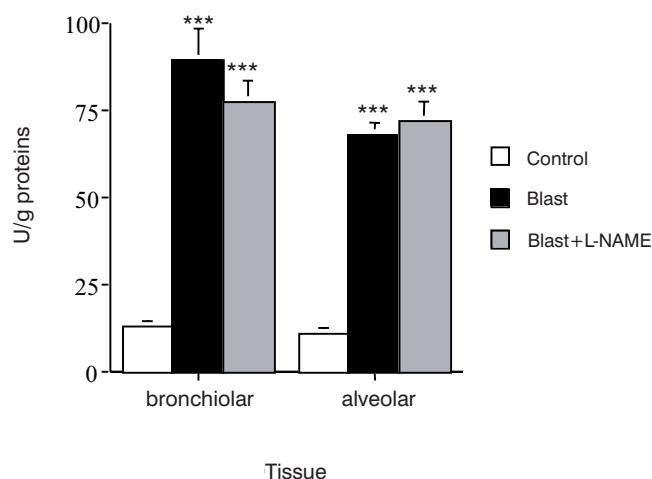 100
***
***
***
***
75
50
25
0
U/g proteins
Control
Blast
Blast+L-NAME
bronchiolar alveolar
Tissue